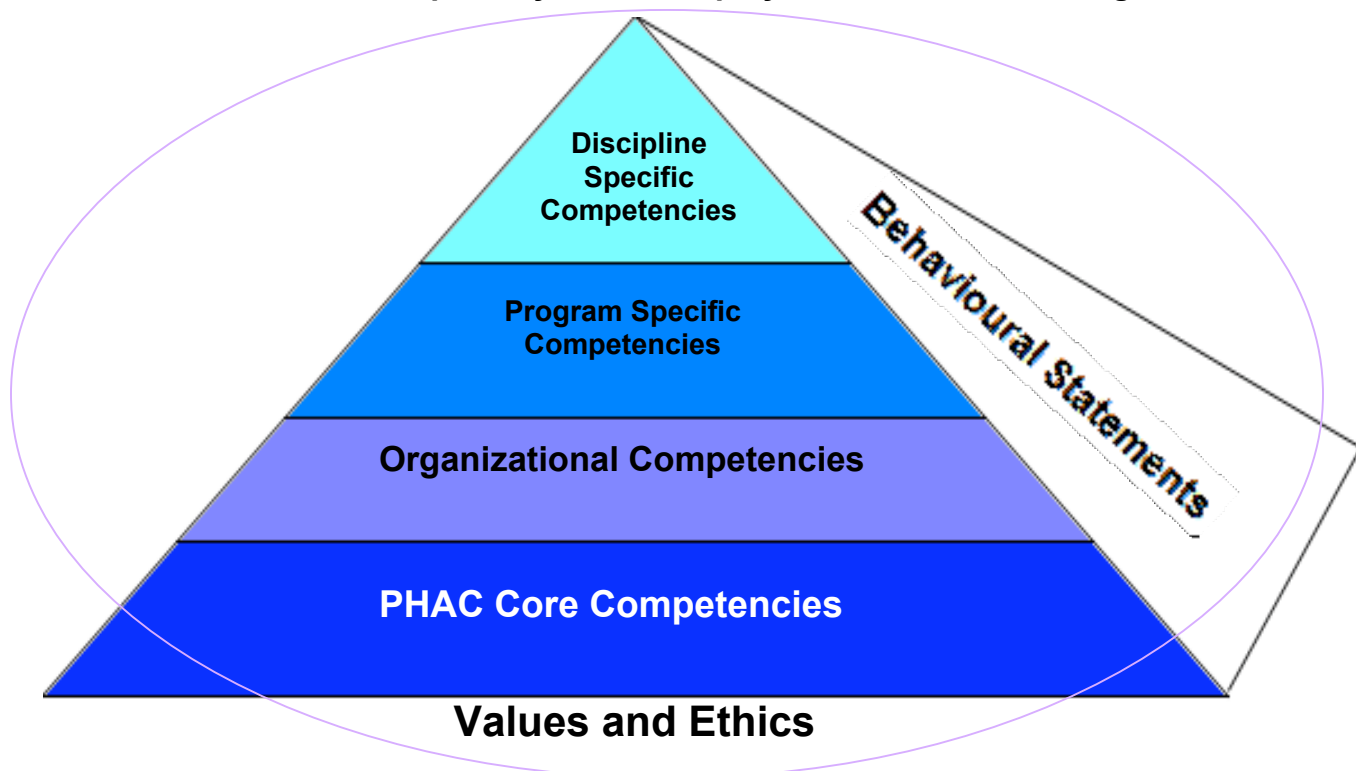 Discipline
Specific
Competencies
Behavioural Statements
Program Specific
Competencies
Organizational Competencies
PHAC Core Competencies
Values and Ethics